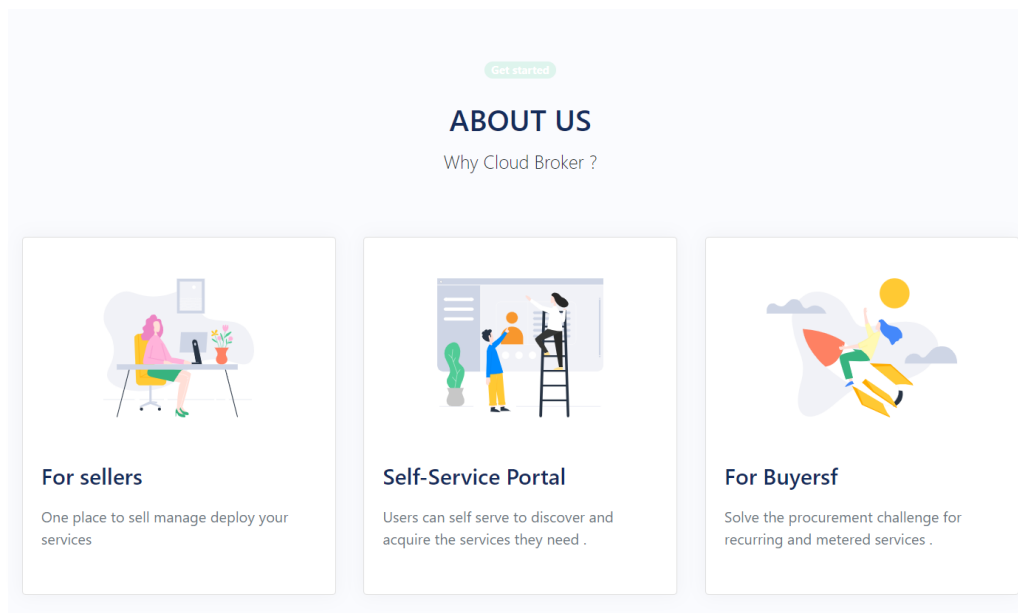 Get started
ABOUT US
Why Cloud Broker ?
For sellers
One place to sell manage deploy your
services
Self-Service Portal
Users can self serve to discover and
acquire the services they need .
For Buyersf
Solve the procurement challenge for
recurring and metered services .